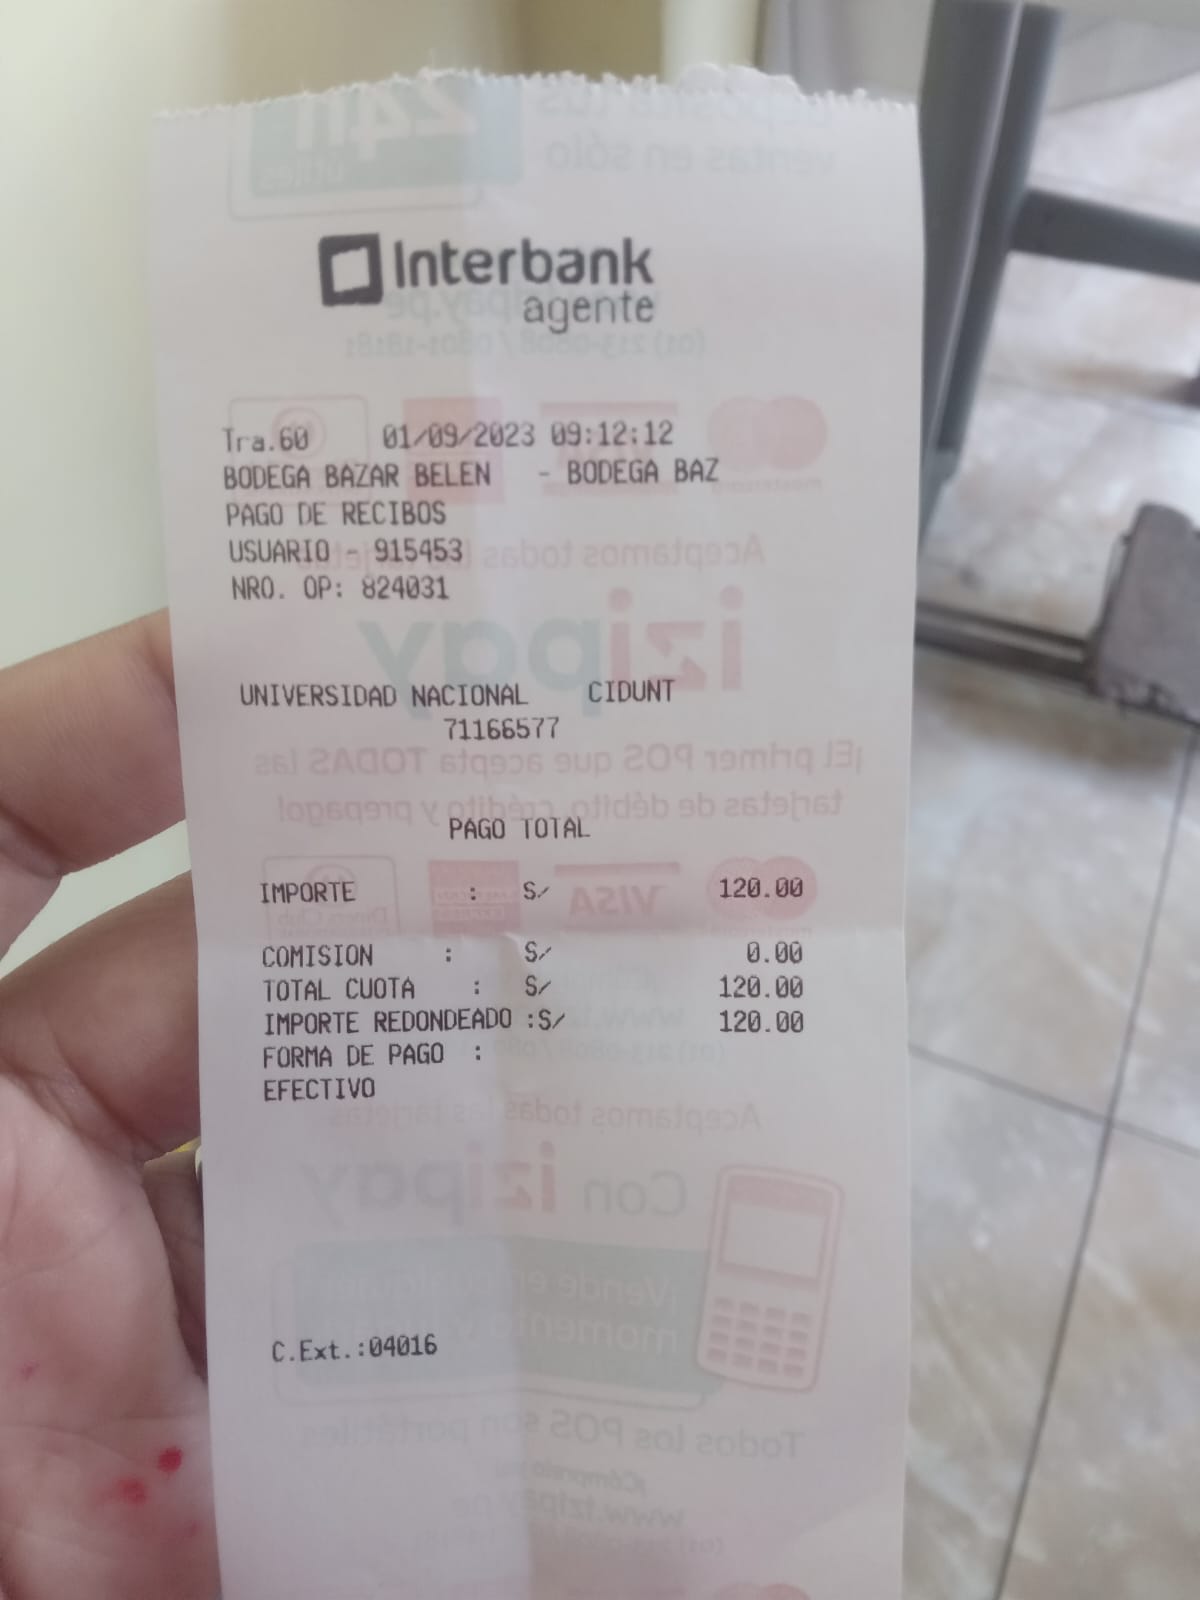 Interbank
agente
Tra.60 01/09/2023 09:12:12
BODEGA BAZAR BELEN - BODEGA BAZ
PAGO DE RECIBOS
USUARIO - 915453
NRO. OP: 824031
UNIVERSIDAD NACIONAL CIDUNT
71166577
PAGO TOTAL
IMPORTE : S/ 120.00
COMISION : S/ 0.00
TOTAL CUOTA : S/ 120.00
IMPORTE REDONDEADO :S/ 120.00
FORMA DE PAGO :
EFECTIVO
C.Ext.:04016